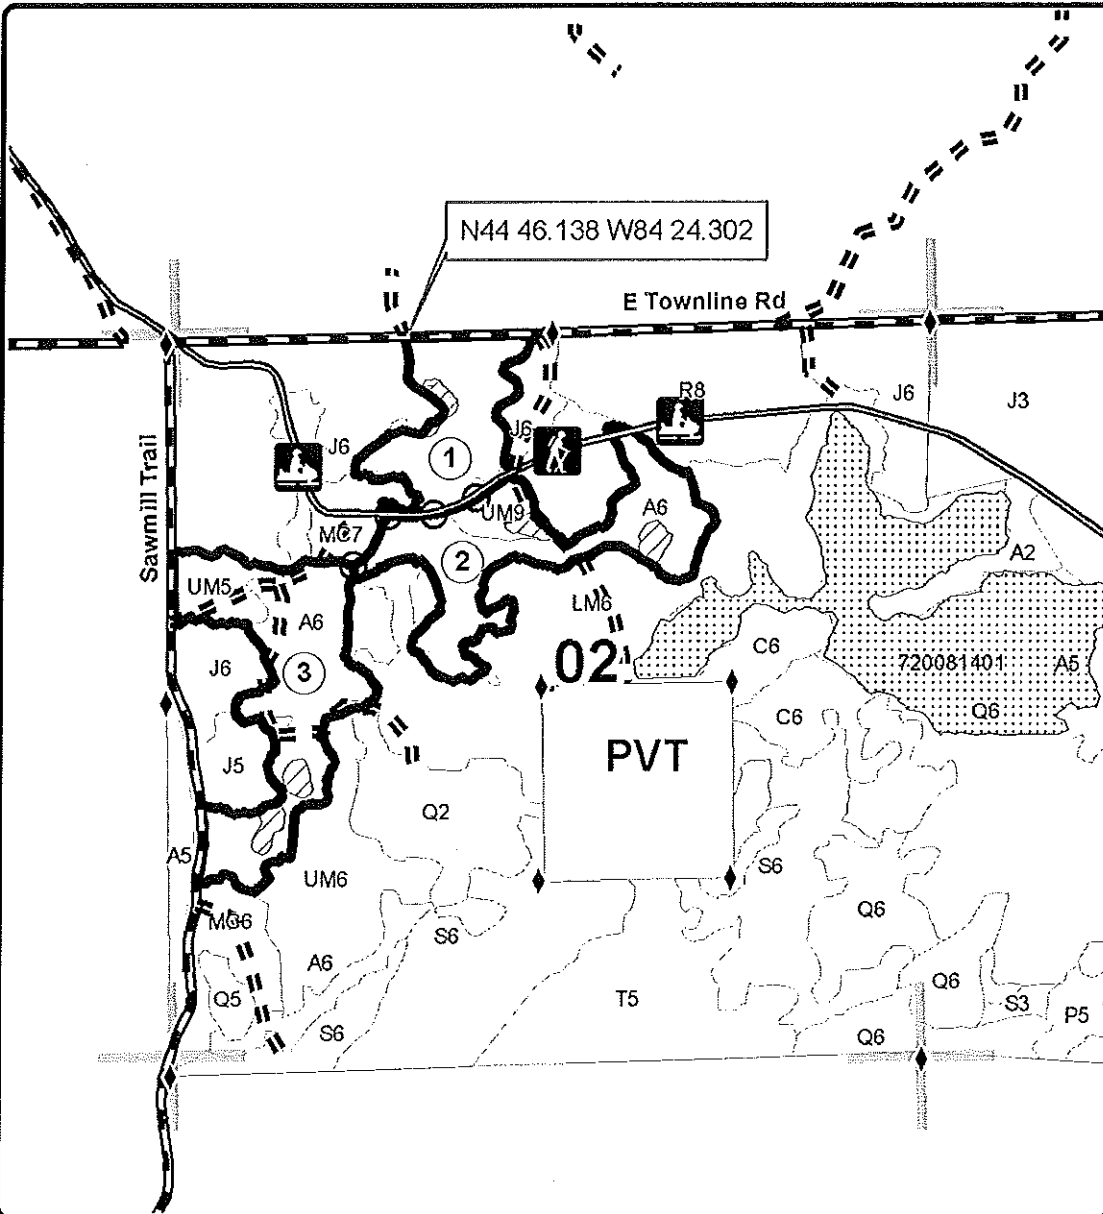 N44 46.138 W84 24.302
E Townline Rd
R8
J6
J3
J6
J6
Sawmill Trail
1
A6
UM9
MC7
A2
2
UM5
LM6
A6
C6
02
J6
3
720081401
A5
Q6
C6
PVT
J5
Q2
A5
S6
UM6
MC6
Q6
S6
A6
Q6
Q5
T5
S3
P5
S6
Q6